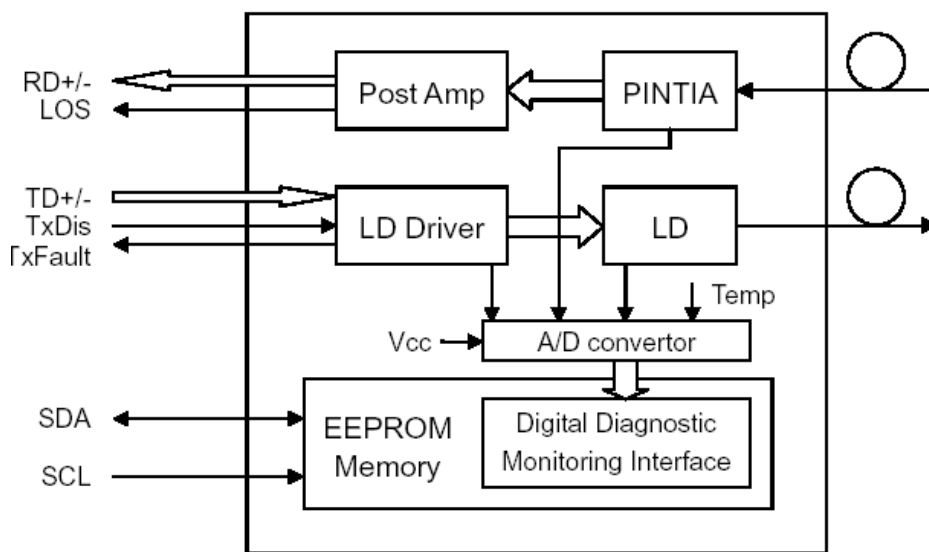 RD+/-
LOS
Post Amp
PINTIA
TD+/-
TxDis
TxFault
LD Driver
LD
Temp
Vcc
A/D convertor
SDA
SCL
EEPROM
Memory
Digital Diagnostic
Monitoring Interface